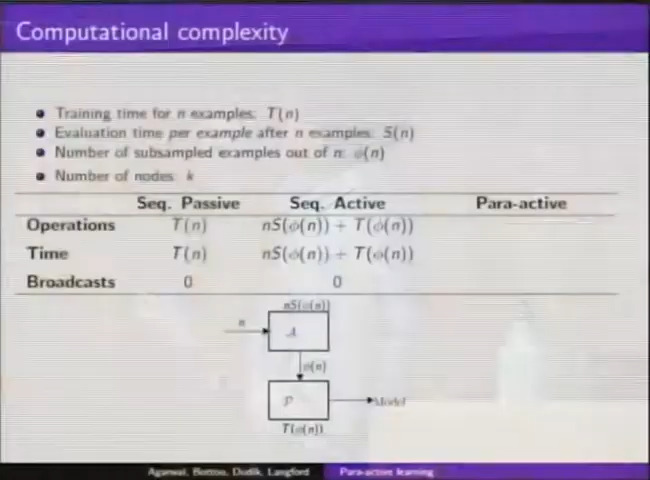 Computational complexity
• Training time for n examples: T(n)
• Evaluation time per example after n examples: S(n)
• Number of subsampled examples out of n: ϕ(n)
• Number of nodes: k
Seq. Passive Seq. Active Para-active
Operations T(n) nS(ϕ(n)) + T(ϕ(n))
Time T(n) nS(ϕ(n)) + T(ϕ(n))
Broadcasts 0 0
nS(ϕ(n))
n
A
ϕ(n)
P
Model
T(ϕ(n))
Agarwal, Bottou, Dudik, Langford Para-active learning